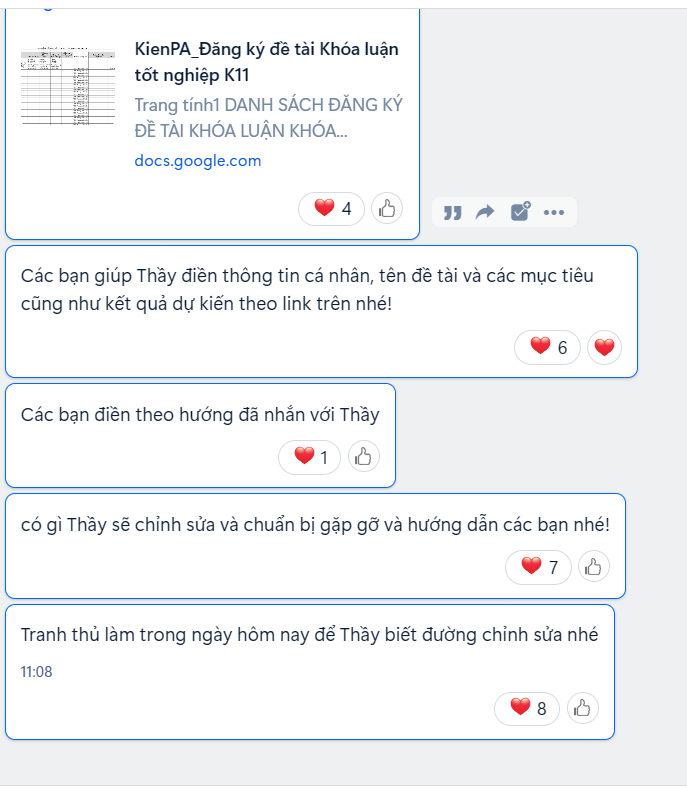 KienPA_Đăng ký đề tài Khóa luận
tốt nghiệp K11
Trang tính1 DANH SÁCH ĐĂNG KÝ
ĐỀ TÀI KHÓA LUẬN KHÓA...
docs.google.com
4
Các bạn giúp Thầy điền thông tin cá nhân, tên đề tài và các mục tiêu
cũng như kết quả dự kiến theo link trên nhé!
6
Các bạn điền theo hướng đã nhắn với Thầy
1
có gì Thầy sẽ chỉnh sửa và chuẩn bị gặp gỡ và hướng dẫn các bạn nhé!
7
Tranh thủ làm trong ngày hôm nay để Thầy biết đường chỉnh sửa nhé
11:08
8